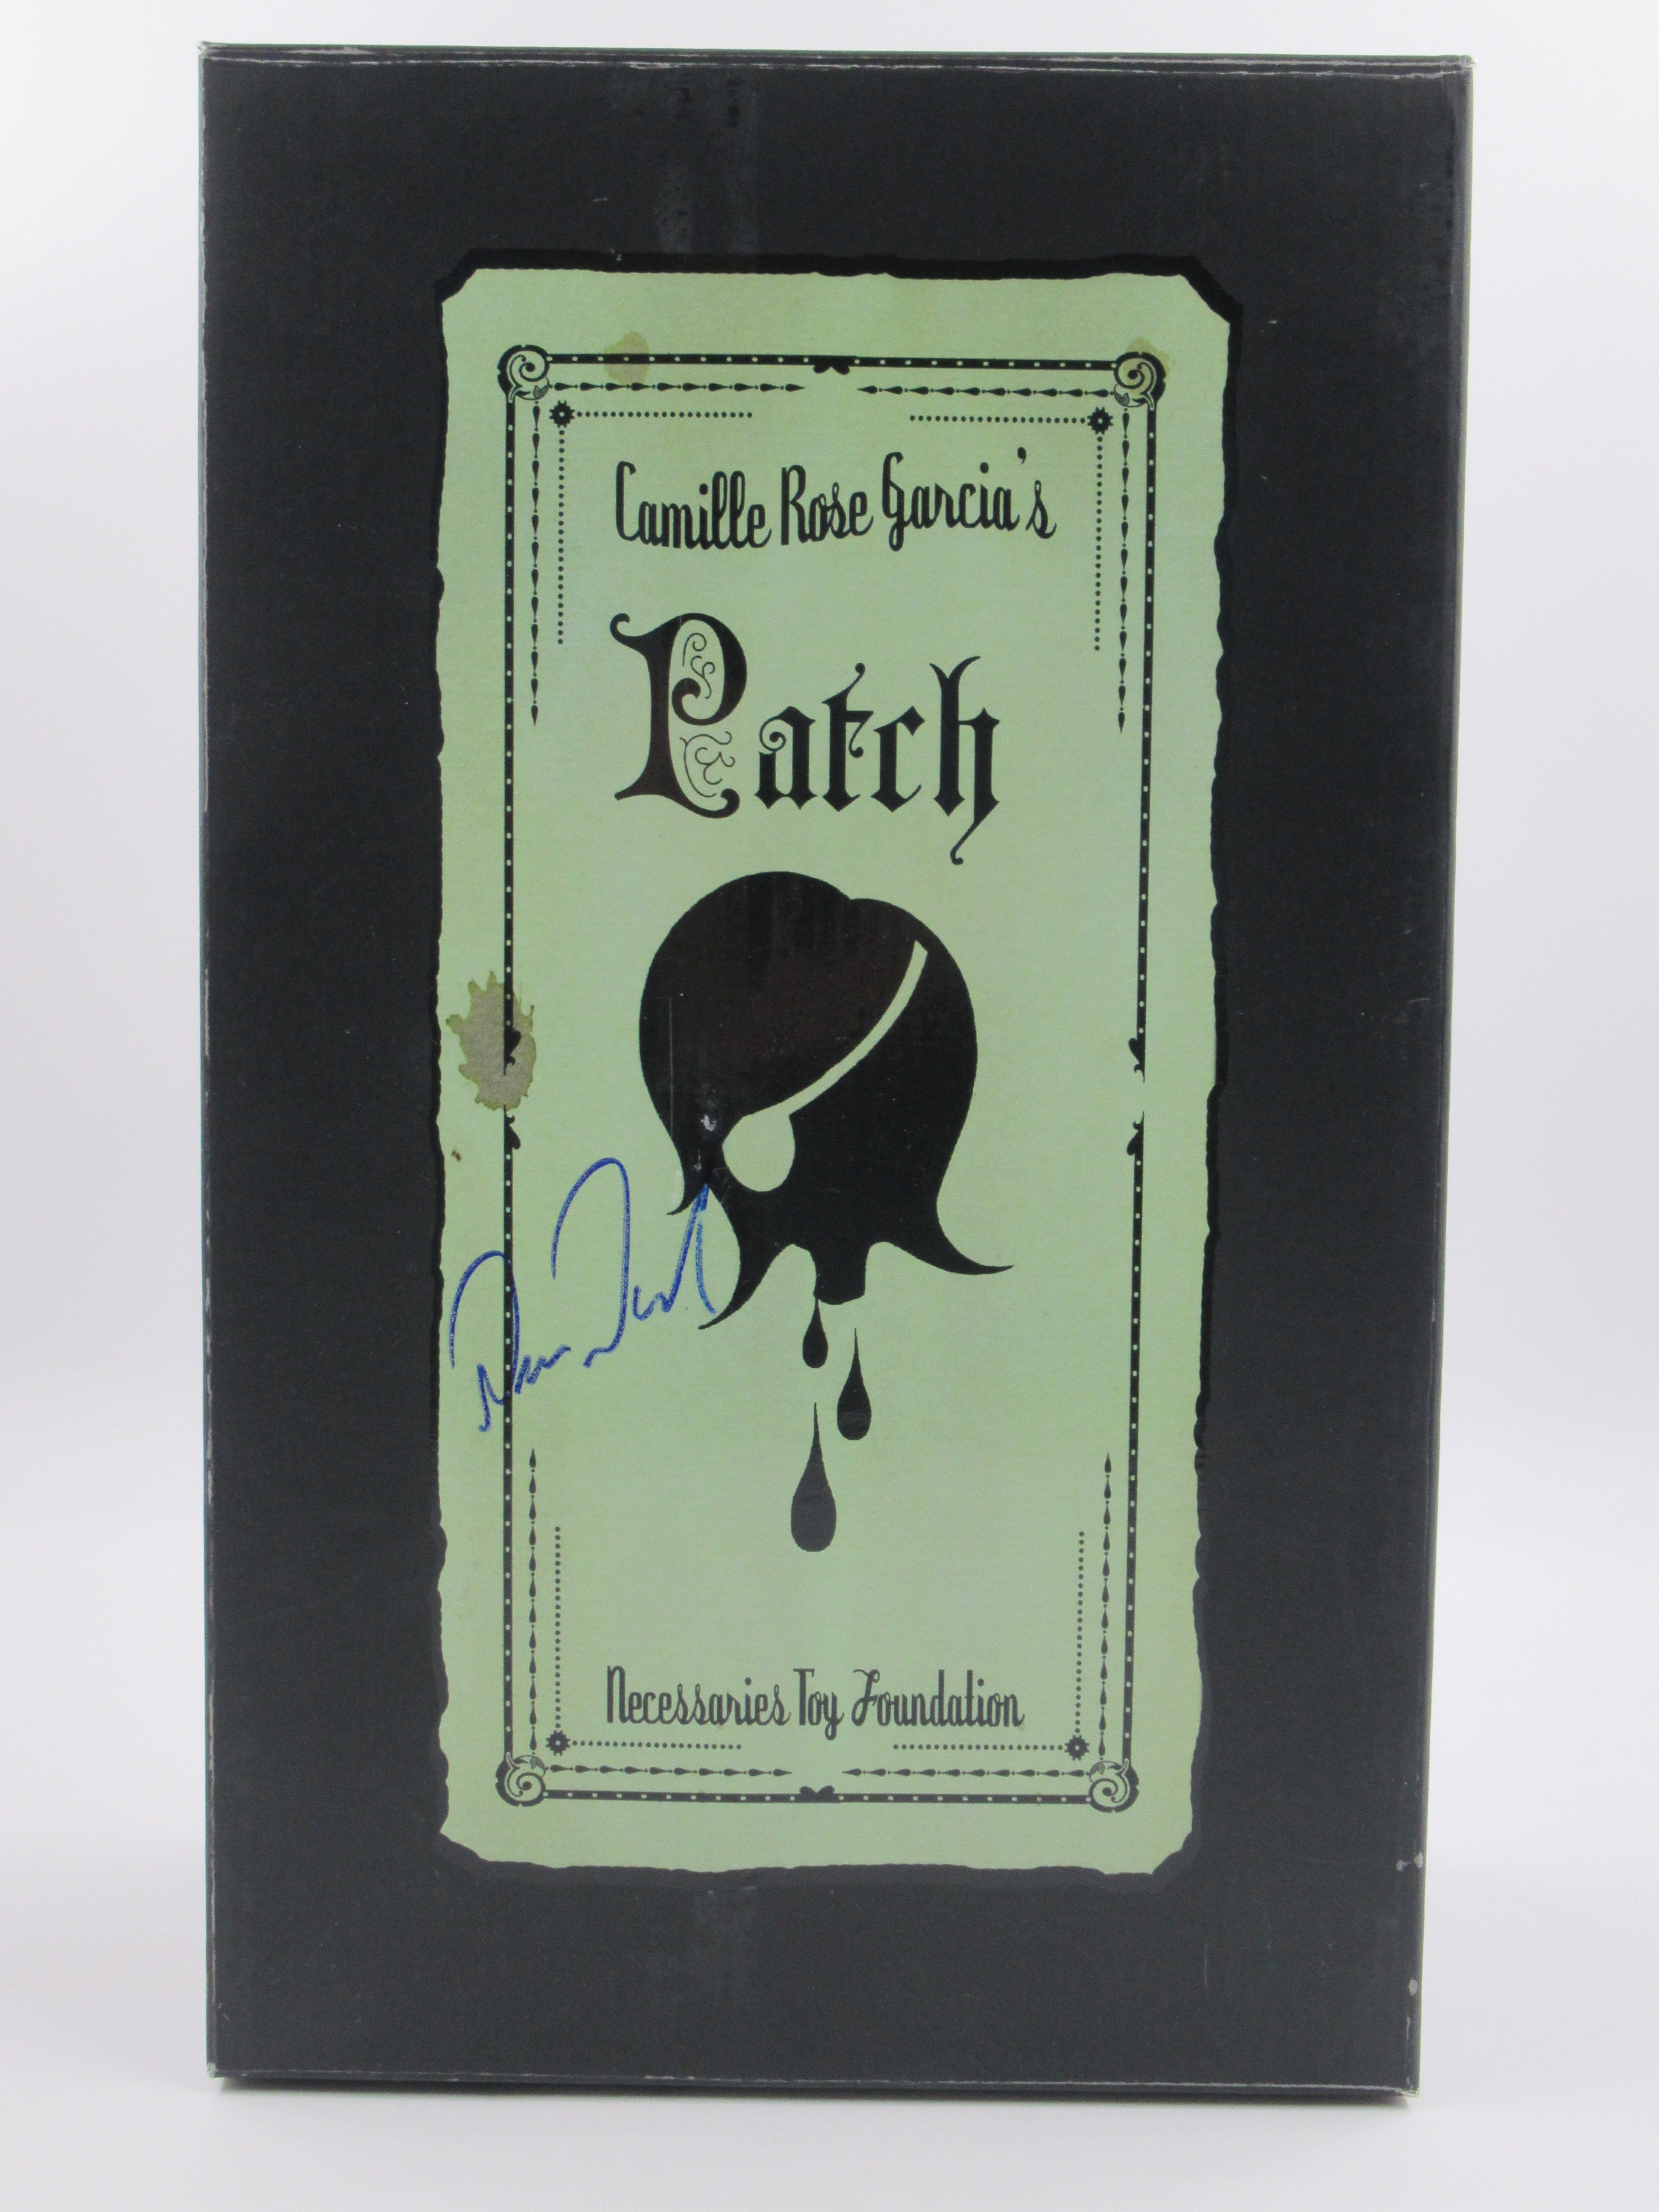 Camille Rose Garcia's
Patch
Necessaries Toy Foundation